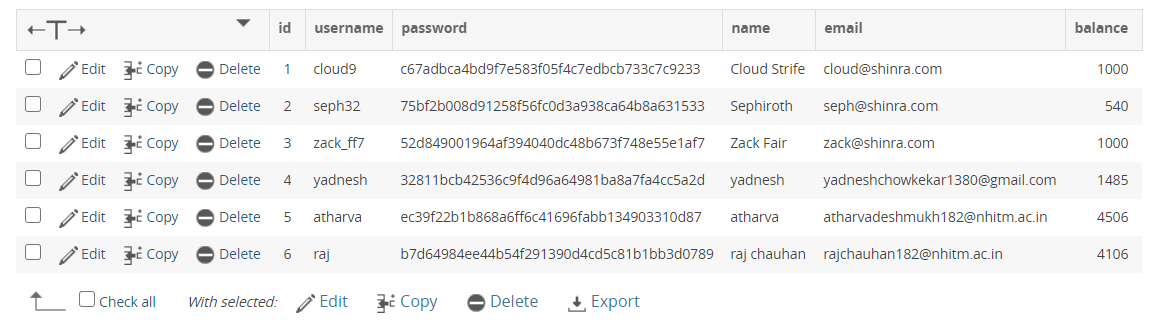 id username password name email balance
Edit Copy Delete 1 cloud9 c67adbca4bd9f7e583f05f4c7edbcb733c7c9233 Cloud Strife cloud@shinra.com 1000
Edit Copy Delete 2 seph32 75bf2b008d91258f56fc0d3a938ca64b8a631533 Sephiroth seph@shinra.com 540
Edit Copy Delete 3 zack_ff7 52d849001964af394040dc48b673f748e55e1af7 Zack Fair zack@shinra.com 1000
Edit Copy Delete 4 yadnesh 32811bcb42536c9f4d96a64981ba8a7fa4cc5a2d yadnesh yadneshchowkekar1380@gmail.com 1485
Edit Copy Delete 5 atharva ec39f22b1b868a6ff6c41696fabb134903310d87 atharva atharvadeshmukh182@nhitm.ac.in 4506
Edit Copy Delete 6 raj b7d64984ee44b54f291390d4cd5c81b1bb3d0789 raj chauhan rajchauhan182@nhitm.ac.in 4106
Check all With selected: Edit Copy Delete Export